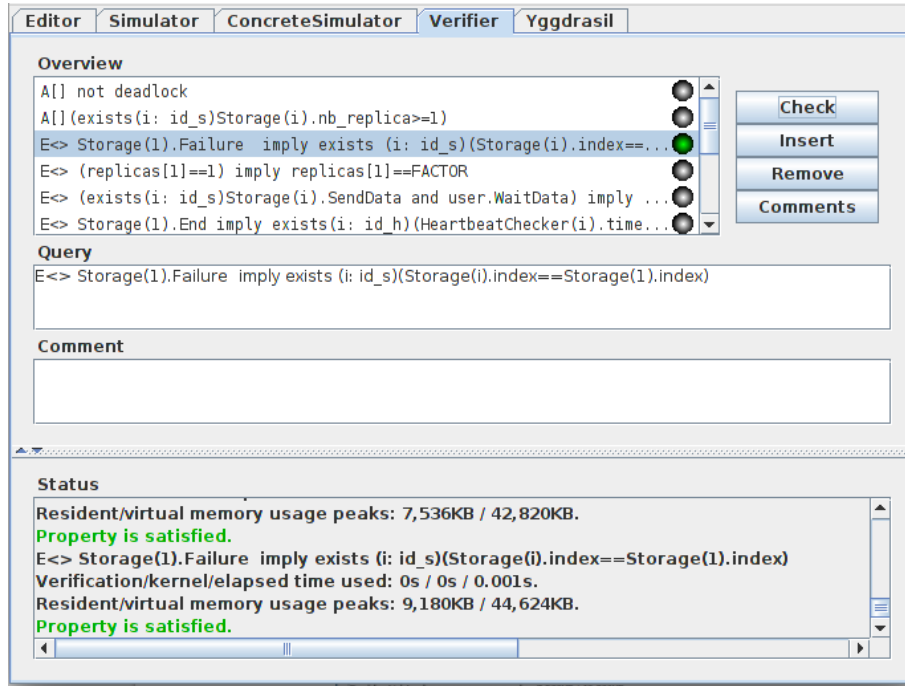 Editor Simulator ConcreteSimulator Verifier Yggdrasil
Overview
A[] not deadlock
A[](exists(i: id_s)Storage(i).nb_replica>=1)
E<> Storage(1).Failure  imply exists (i: id_s)(Storage(i).index==...
E<> (replicas[1]==1) imply replicas[1]==FACTOR
E<> (exists(i: id_s)Storage(i).SendData and user.WaitData) imply ...
E<> Storage(1).End imply exists(i: id_h)(HeartbeatChecker(i).time...
Check
Insert
Remove
Comments
Query
E<> Storage(1).Failure  imply exists (i: id_s)(Storage(i).index==Storage(1).index)
Comment
Status
Resident/virtual memory usage peaks: 7,536KB / 42,820KB.
Property is satisfied.
E<> Storage(1).Failure  imply exists (i: id_s)(Storage(i).index==Storage(1).index)
Verification/kernel/elapsed time used: 0s / 0s / 0.001s.
Resident/virtual memory usage peaks: 9,180KB / 44,624KB.
Property is satisfied.